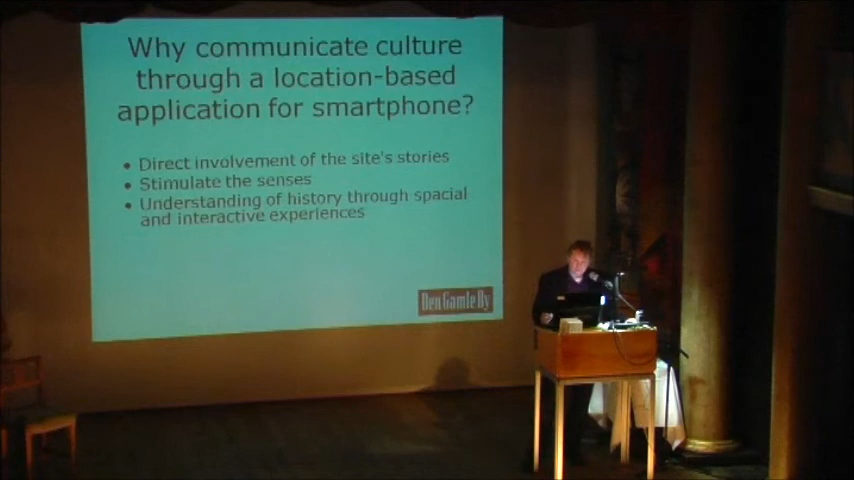 Why communicate culture
through a location-based
application for smartphone?
• Direct involvement of the site's stories
• Stimulate the senses
• Understanding of history through spacial
and interactive experiences
Den Gamle By